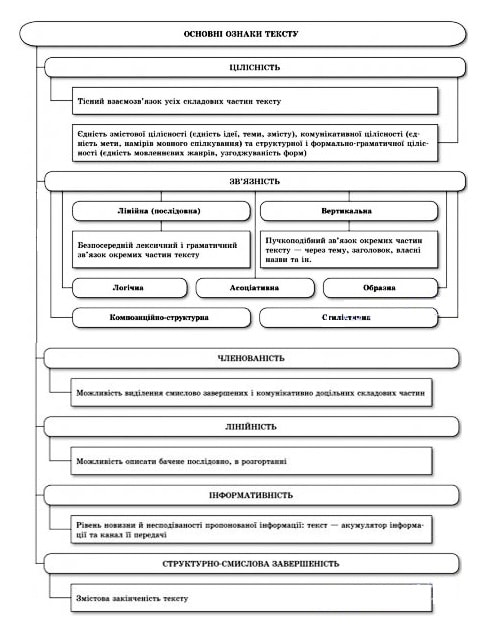 ОСНОВНІ ОЗНАКИ ТЕКСТУ
ЦІЛІСНІСТЬ
Тісний взаємозв'язок усіх складових частин тексту
Єдність змістової цілісності (єдність ідеї, теми, змісту), комунікативної цілісності (єд-
ність мети, намірів мовного спілкування) та структурної і формально-граматичної цілі-
ності (єдність мовленнєвих жанрів, узгоджуваність форм)
ЗВ'ЯЗНІСТЬ
Лінійна (послідовна)
Вертикальна
Безпосередній лексичний і граматичний
зв'язок окремих частин тексту
Пучкоподібний зв'язок окремих частин
тексту — через тему, заголовок, власні
назви та ін.
Логічна
Асоціативна
Образна
Композиційно-структурна
ЧЛЕНОВАНІСТЬ
Можливість виділення смислово завершених і комунікативно доцільних складових частин
ЛІНІЙНІСТЬ
Можливість описати бачене послідовно, в розгортанні
ІНФОРМАТИВНІСТЬ
Рівень новизни й несподіваності пропонованої інформації: текст — акумулятор інформа-
ції та канал її передачі
СТРУКТУРНО-СМИСЛОВА ЗАВЕРШЕНІСТЬ
Змістова закінченість тексту